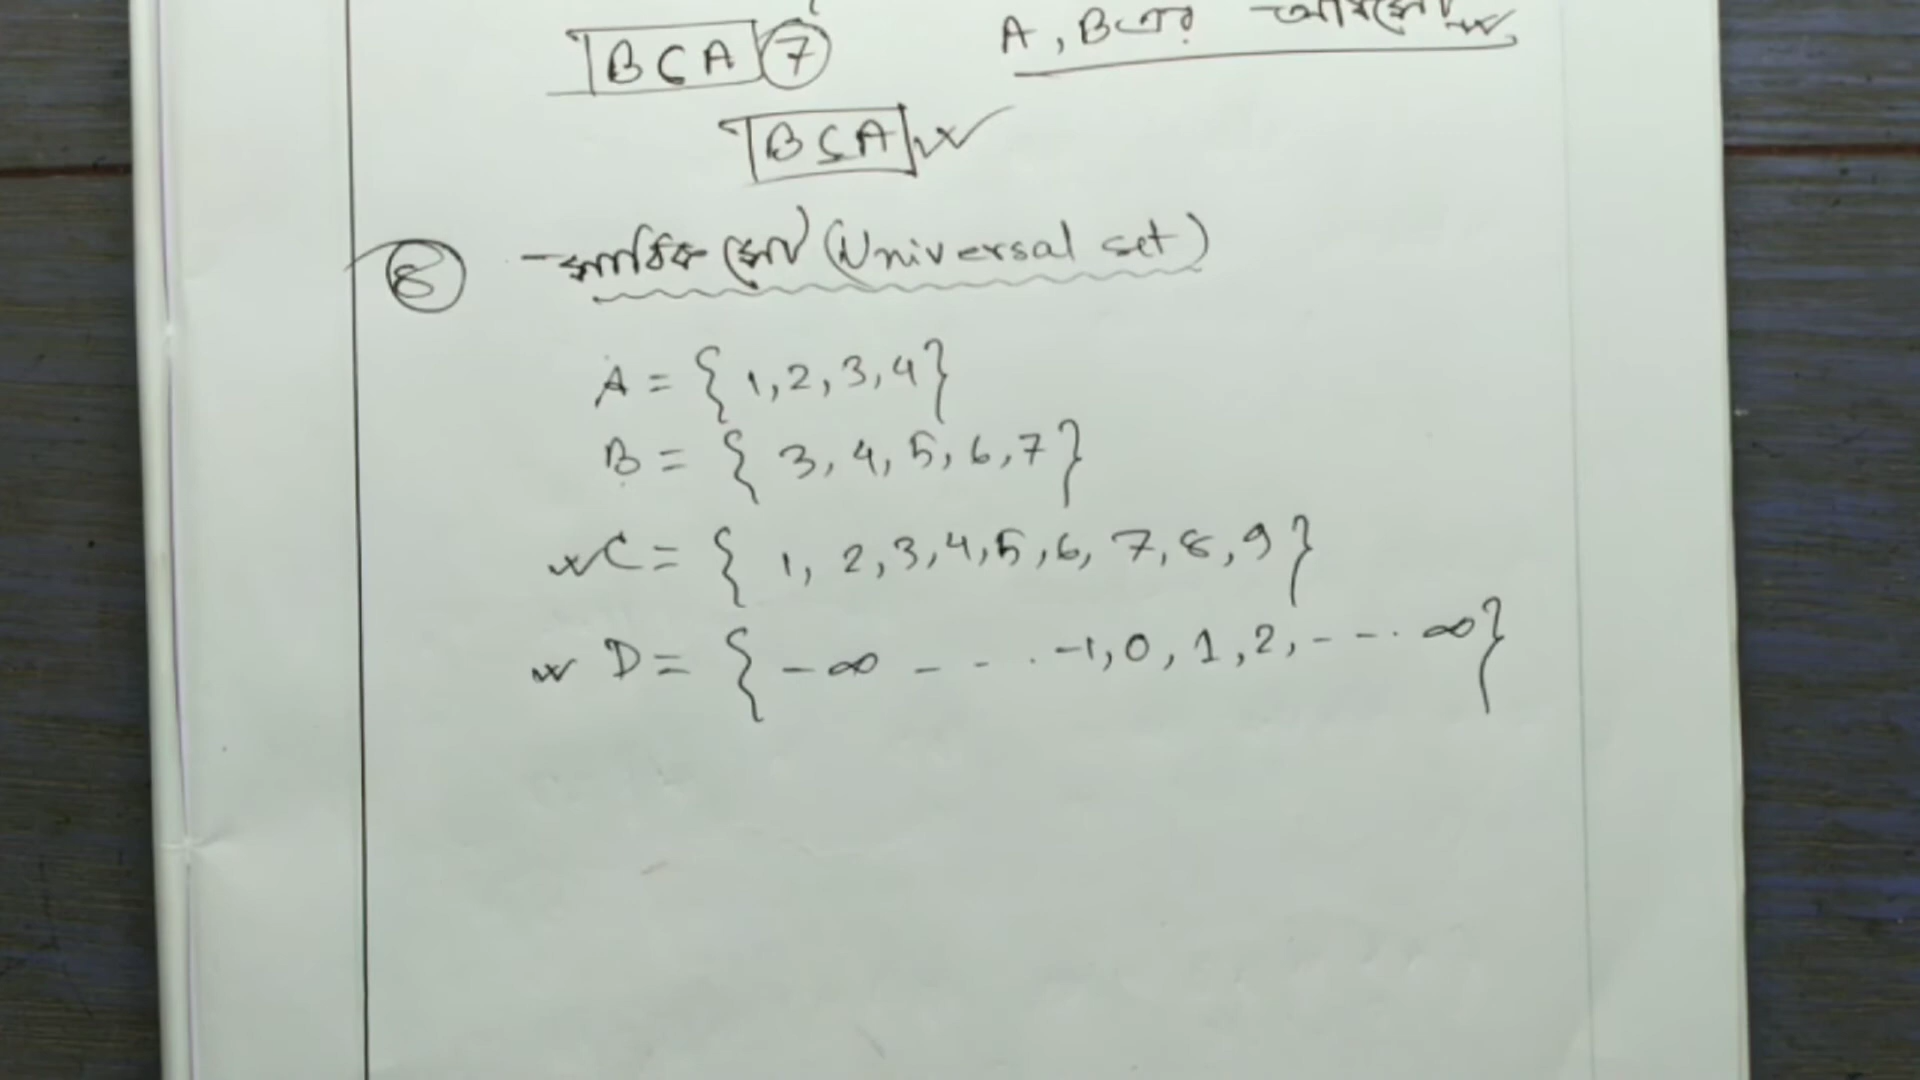 B ⊆ A 7 A, B এর
B ⊆ A
8 সার্বিক সেট (Universal set)
A = { 1, 2, 3, 4 }
B = { 3, 4, 5, 6, 7 }
C = { 1, 2, 3, 4, 5, 6, 7, 8, 9 }
D = { -∞ - - . -1, 0, 1, 2, - - . ∞ }